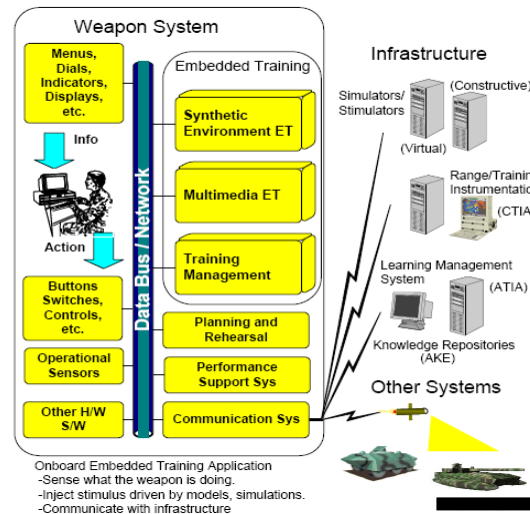 Weapon System
Menus,
Dials,
Indicators,
Displays,
etc.
Info
Action
Buttons
Switches,
Controls,
etc.
Operational
Sensors
Other H/W
S/W
Data Bus / Network
Embedded Training
Synthetic
Environment ET
Multimedia ET
Training
Management
Planning and
Rehearsal
Performance
Support Sys
Communication Sys
Infrastructure
Simulators/
Stimulators
(Constructive)
(Virtual)
Range/Training
Instrumentatio
(CTIA
Learning Management
System
(ATIA)
Knowledge Repositories
(AKE)
Other Systems
Onboard Embedded Training Application
-Sense what the weapon is doing.
-Inject stimulus driven by models, simulations.
-Communicate with infrastructure